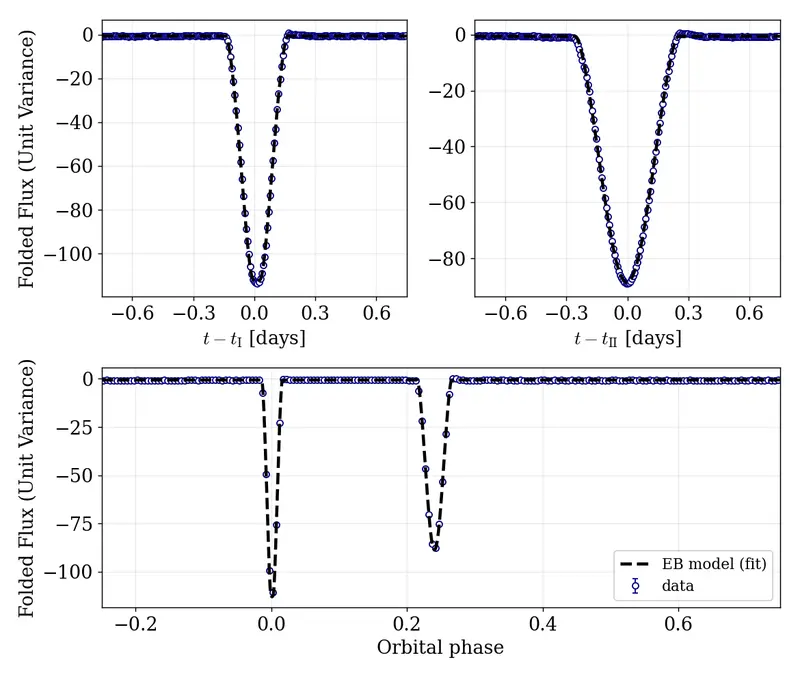 Folded Flux (Unit Variance)
0
−20
−40
−60
−80
−100
−0.6 −0.3 0.0 0.3 0.6
t − tI [days]
0
−20
−40
−60
−80
−0.6 −0.3 0.0 0.3 0.6
t − tII [days]
Folded Flux (Unit Variance)
0
−25
−50
−75
−100
−0.2 0.0 0.2 0.4 0.6
Orbital phase
EB model (fit)
data